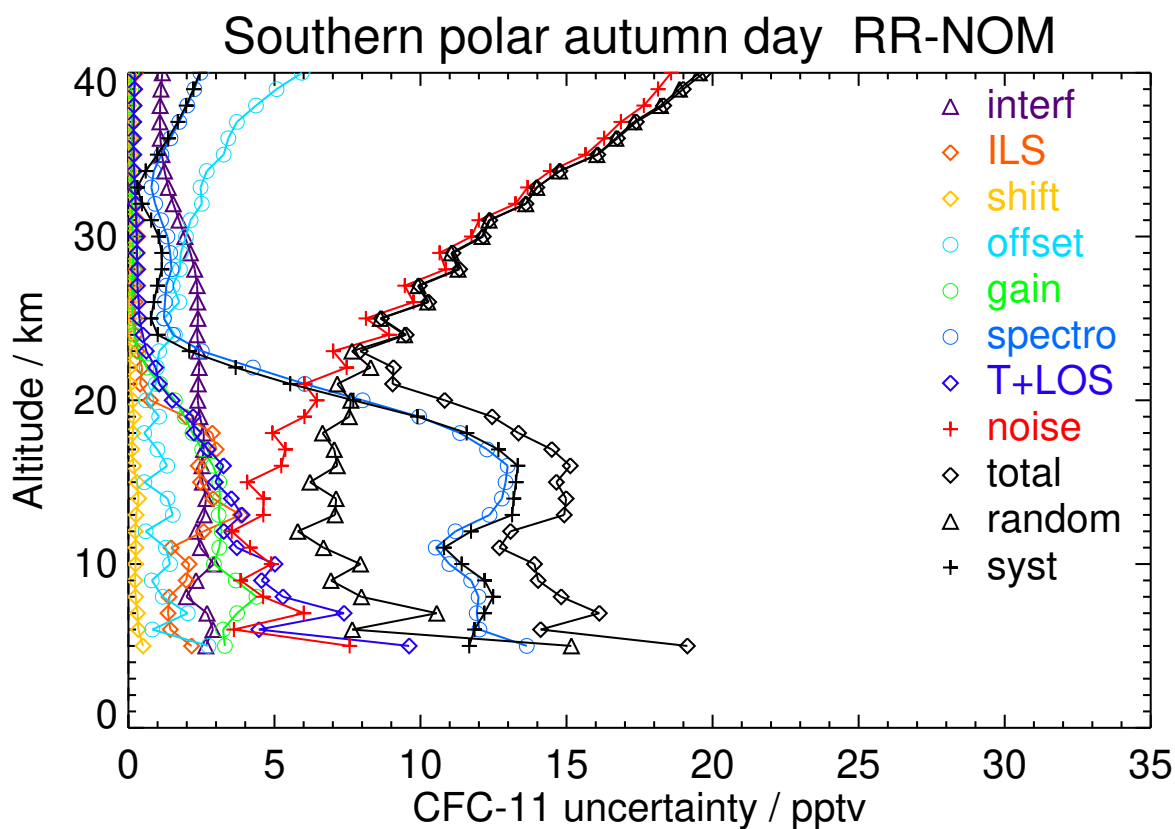 Southern polar autumn day RR-NOM
40
30
20
10
0
Altitude / km
interf
ILS
shift
offset
gain
spectro
T+LOS
noise
total
random
syst
0 5 10 15 20 25 30 35
CFC-11 uncertainty / pptv